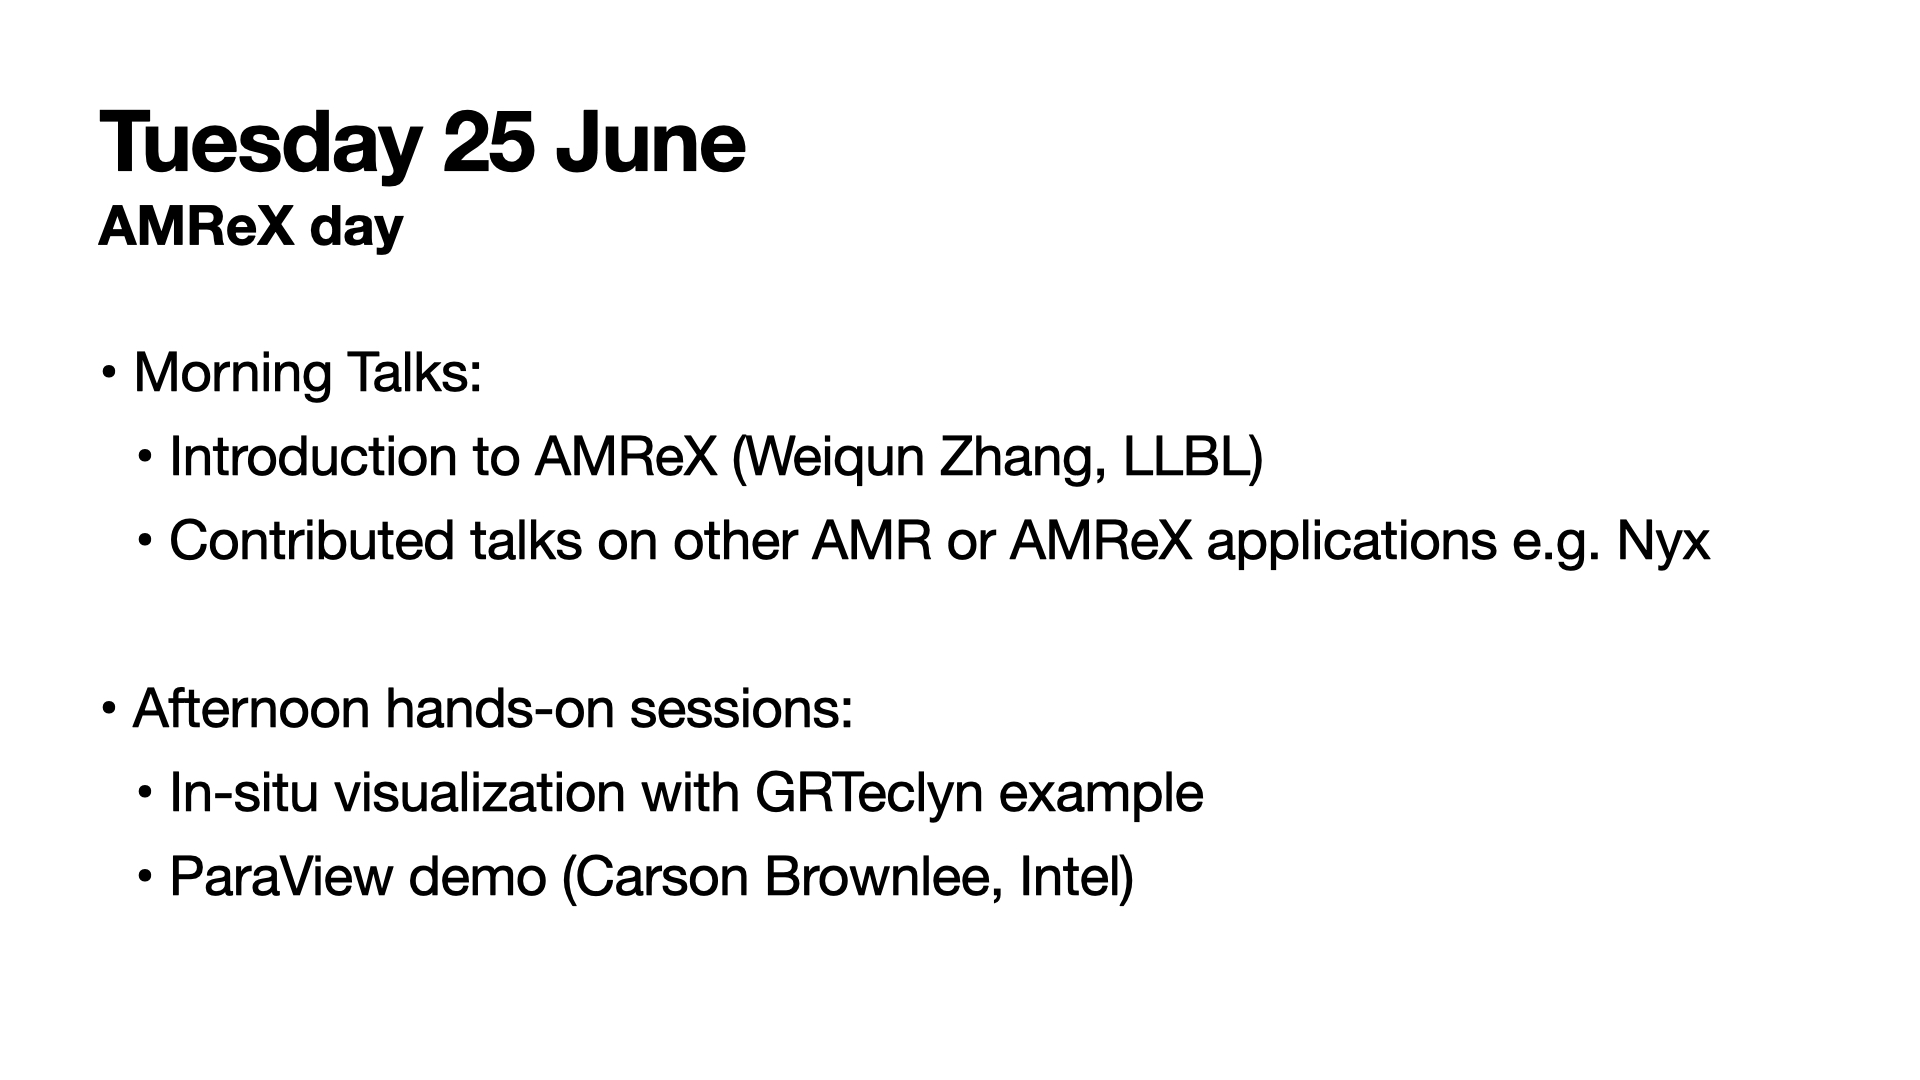 Tuesday 25 June
AMReX day
• Morning Talks:
• Introduction to AMReX (Weiqun Zhang, LLBL)
• Contributed talks on other AMR or AMReX applications e.g. Nyx
• Afternoon hands-on sessions:
• In-situ visualization with GRTeclyn example
• ParaView demo (Carson Brownlee, Intel)